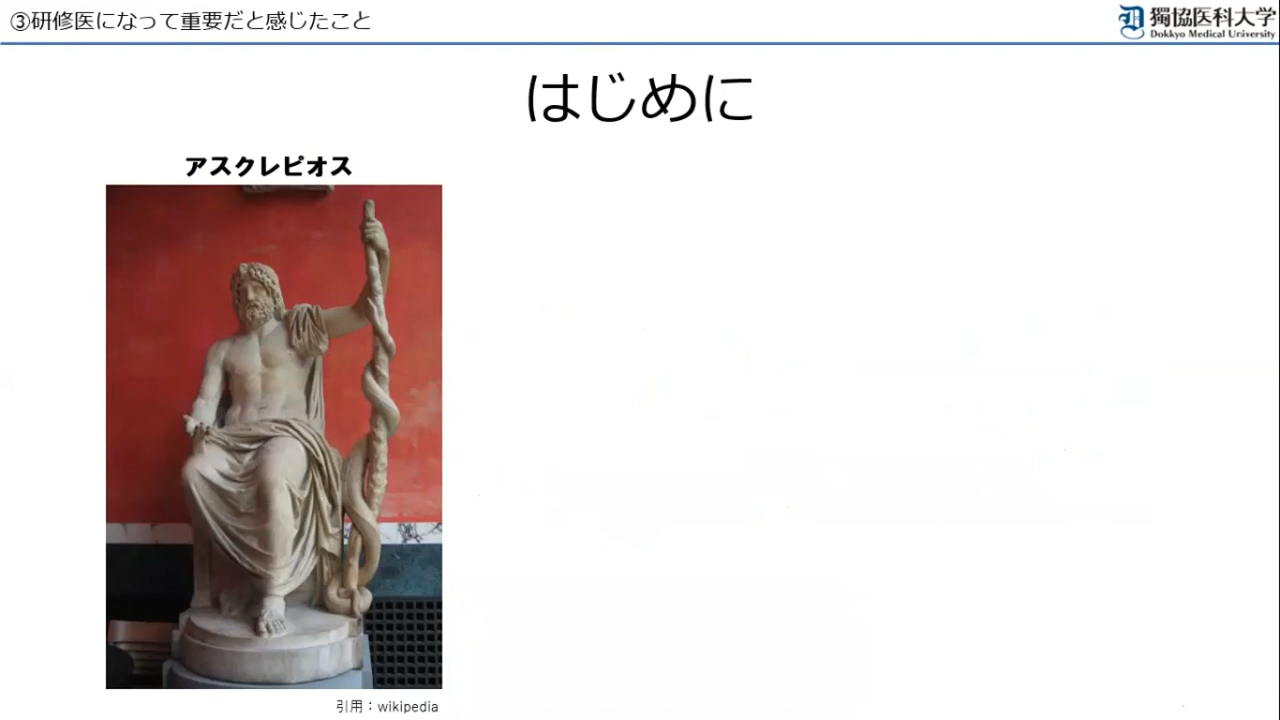 ③研修医になって重要だと感じたこと
獨協医科大学
Dokkyo Medical University
はじめに
アスクレピオス
引用：wikipedia